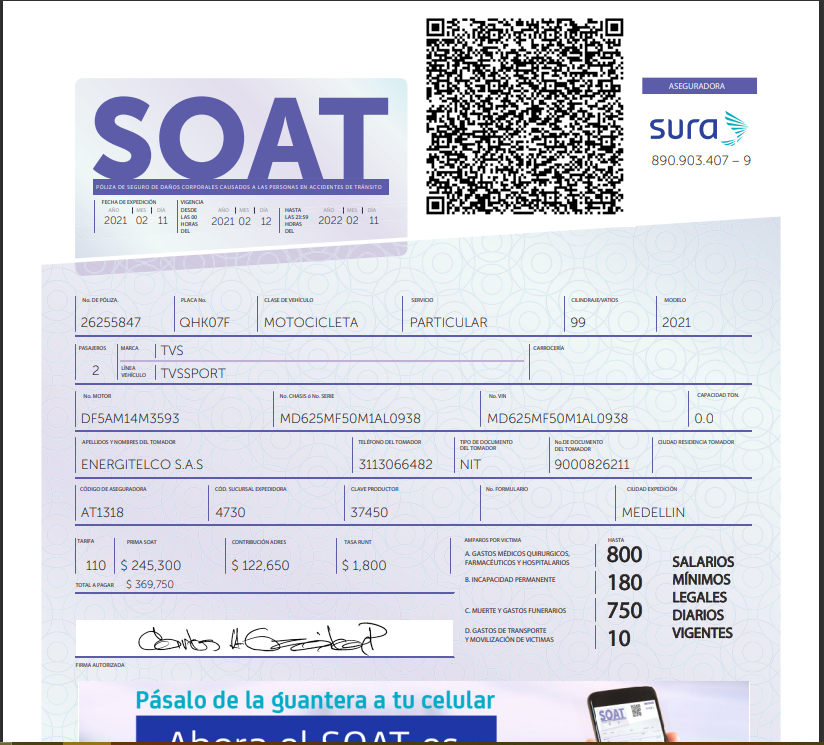 ASEGURADORA
sura
890.903.407 – 9
SOAT
PÓLIZA DE SEGURO DE DAÑOS CORPORALES CAUSADOS A LAS PERSONAS EN ACCIDENTES DE TRÁNSITO
FECHA DE EXPEDICIÓN
AÑO MES DÍA
2021 02 11
VIGENCIA
DESDE
LAS 00
HORAS
DEL
AÑO MES DÍA
2021 02 12
HASTA
LAS 23:59
HORAS
DEL
AÑO MES DÍA
2022 02 11
No. DE PÓLIZA. PLACA No. CLASE DE VEHÍCULO SERVICIO CILINDRAJE/VATIOS MODELO
26255847 QHK07F MOTOCICLETA PARTICULAR 99 2021
PASAJEROS MARCA TVS CARROCERÍA
2 LÍNEA VEHÍCULO TVSSPORT
No. MOTOR No. CHASIS ó No. SERIE No. VIN CAPACIDAD TON.
DF5AM14M3593 MD625MF50M1AL0938 MD625MF50M1AL0938 0.0
APELLIDOS Y NOMBRES DEL TOMADOR TELÉFONO DEL TOMADOR TIPO DE DOCUMENTO DEL TOMADOR No.DE DOCUMENTO DEL TOMADOR CIUDAD RESIDENCIA TOMADOR
ENERGITELCO S.A.S 3113066482 NIT 9000826211
CÓDIGO DE ASEGURADORA CÓD. SUCURSAL EXPEDIDORA CLAVE PRODUCTOR No. FORMULARIO CIUDAD EXPEDICIÓN
AT1318 4730 37450 MEDELLIN
TARIFA PRIMA SOAT CONTRIBUCIÓN ADRES TASA RUNT
110 $ 245,300 $ 122,650 $ 1,800
TOTAL A PAGAR $ 369,750
AMPAROS POR VICTIMA HASTA
A. GASTOS MÉDICOS QUIRURGICOS,
FARMACÉUTICOS Y HOSPITALARIOS 800
B. INCAPACIDAD PERMANENTE 180
C. MUERTE Y GASTOS FUNERARIOS 750
D. GASTOS DE TRANSPORTE
Y MOVILIZACIÓN DE VICTIMAS 10
SALARIOS
MÍNIMOS
LEGALES
DIARIOS
VIGENTES
FIRMA AUTORIZADA
Pásalo de la guantera a tu celular
Ahora el SOAT es
SOAT